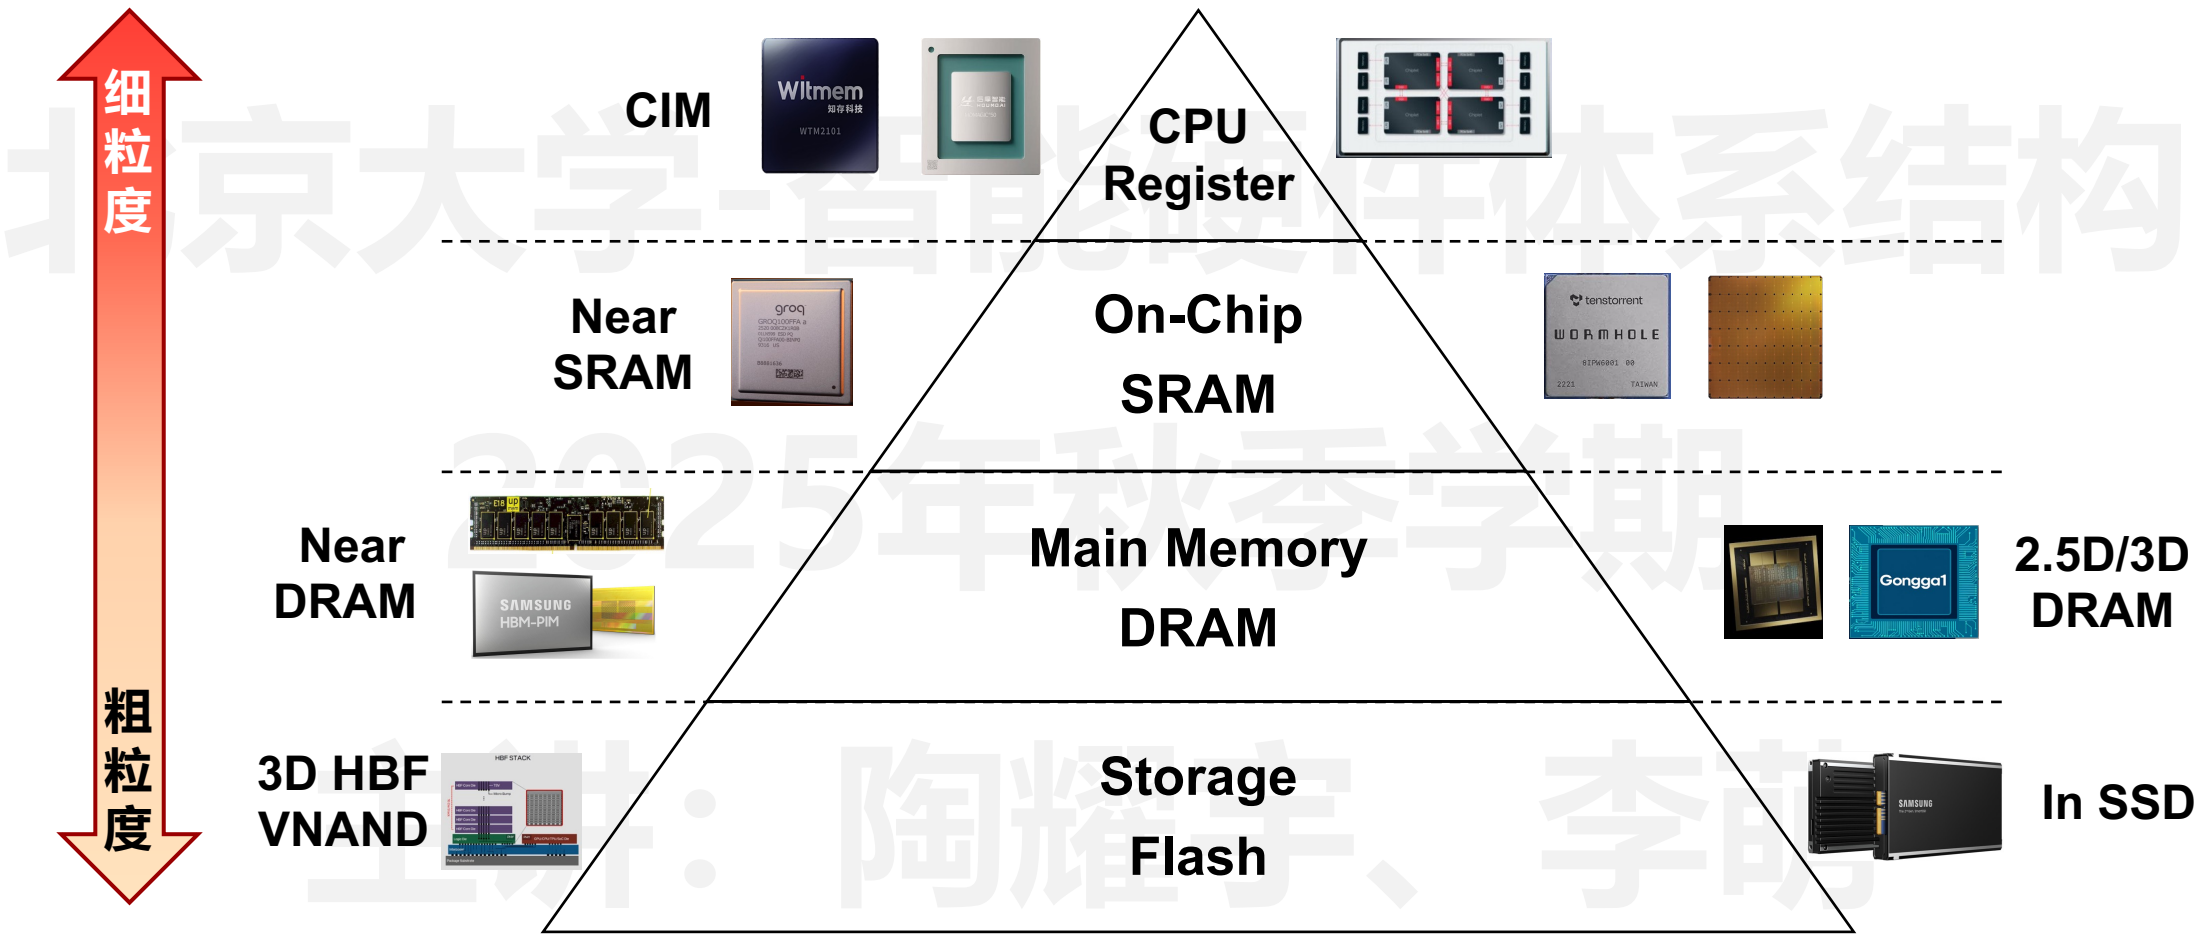 北京大学-智能硬件体系结构
2025年秋季学期
主讲：陶耀宇、李萌
细粒度
粗粒度
CIM
Witmem
知存科技
WTM2101
CPU
Register
Near
SRAM
groq
On-Chip
SRAM
tenstorrent
WORMHOLE
2221 TAIWAN
Near
DRAM
SAMSUNG
HBM-PIM
Main Memory
DRAM
Gongga1
2.5D/3D
DRAM
3D HBF
VNAND
HBF STACK
Storage
Flash
SAMSUNG
In SSD